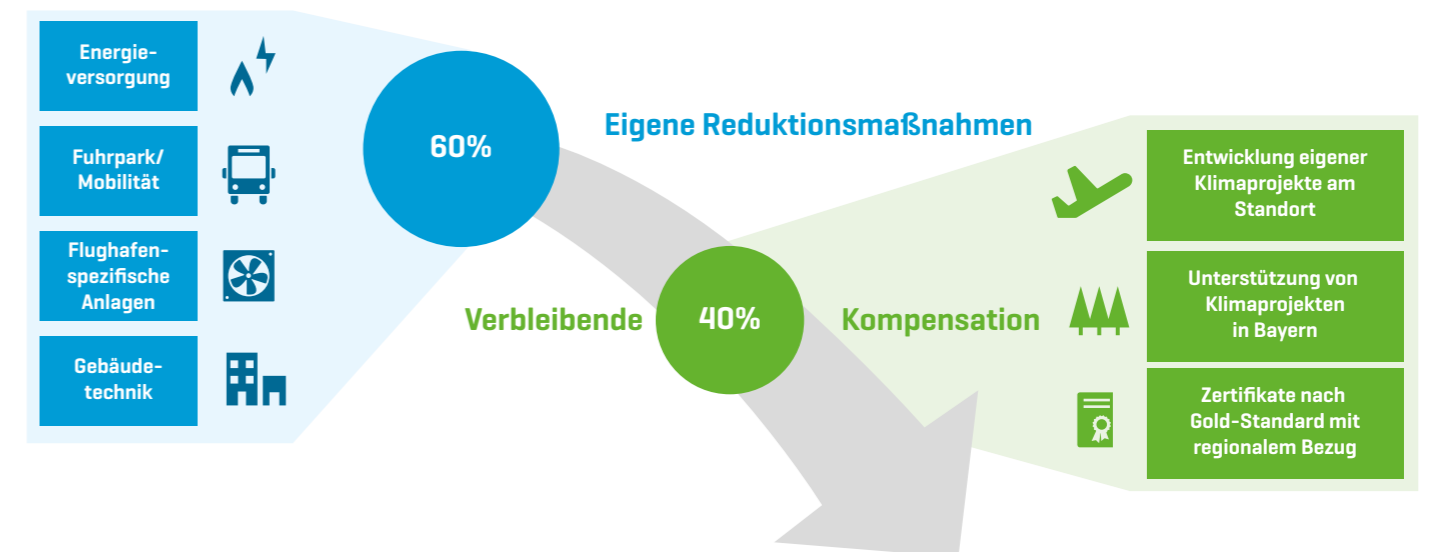 Energie-
versorgung
Fuhrpark/
Mobilität
Flughafen-
spezifische
Anlagen
Gebäude-
technik
60%
Eigene Reduktionsmaßnahmen
Verbleibende
40%
Kompensation
Entwicklung eigener
Klimaprojekte am
Standort
Unterstützung von
Klimaprojekten
in Bayern
Zertifikate nach
Gold-Standard mit
regionalem Bezug